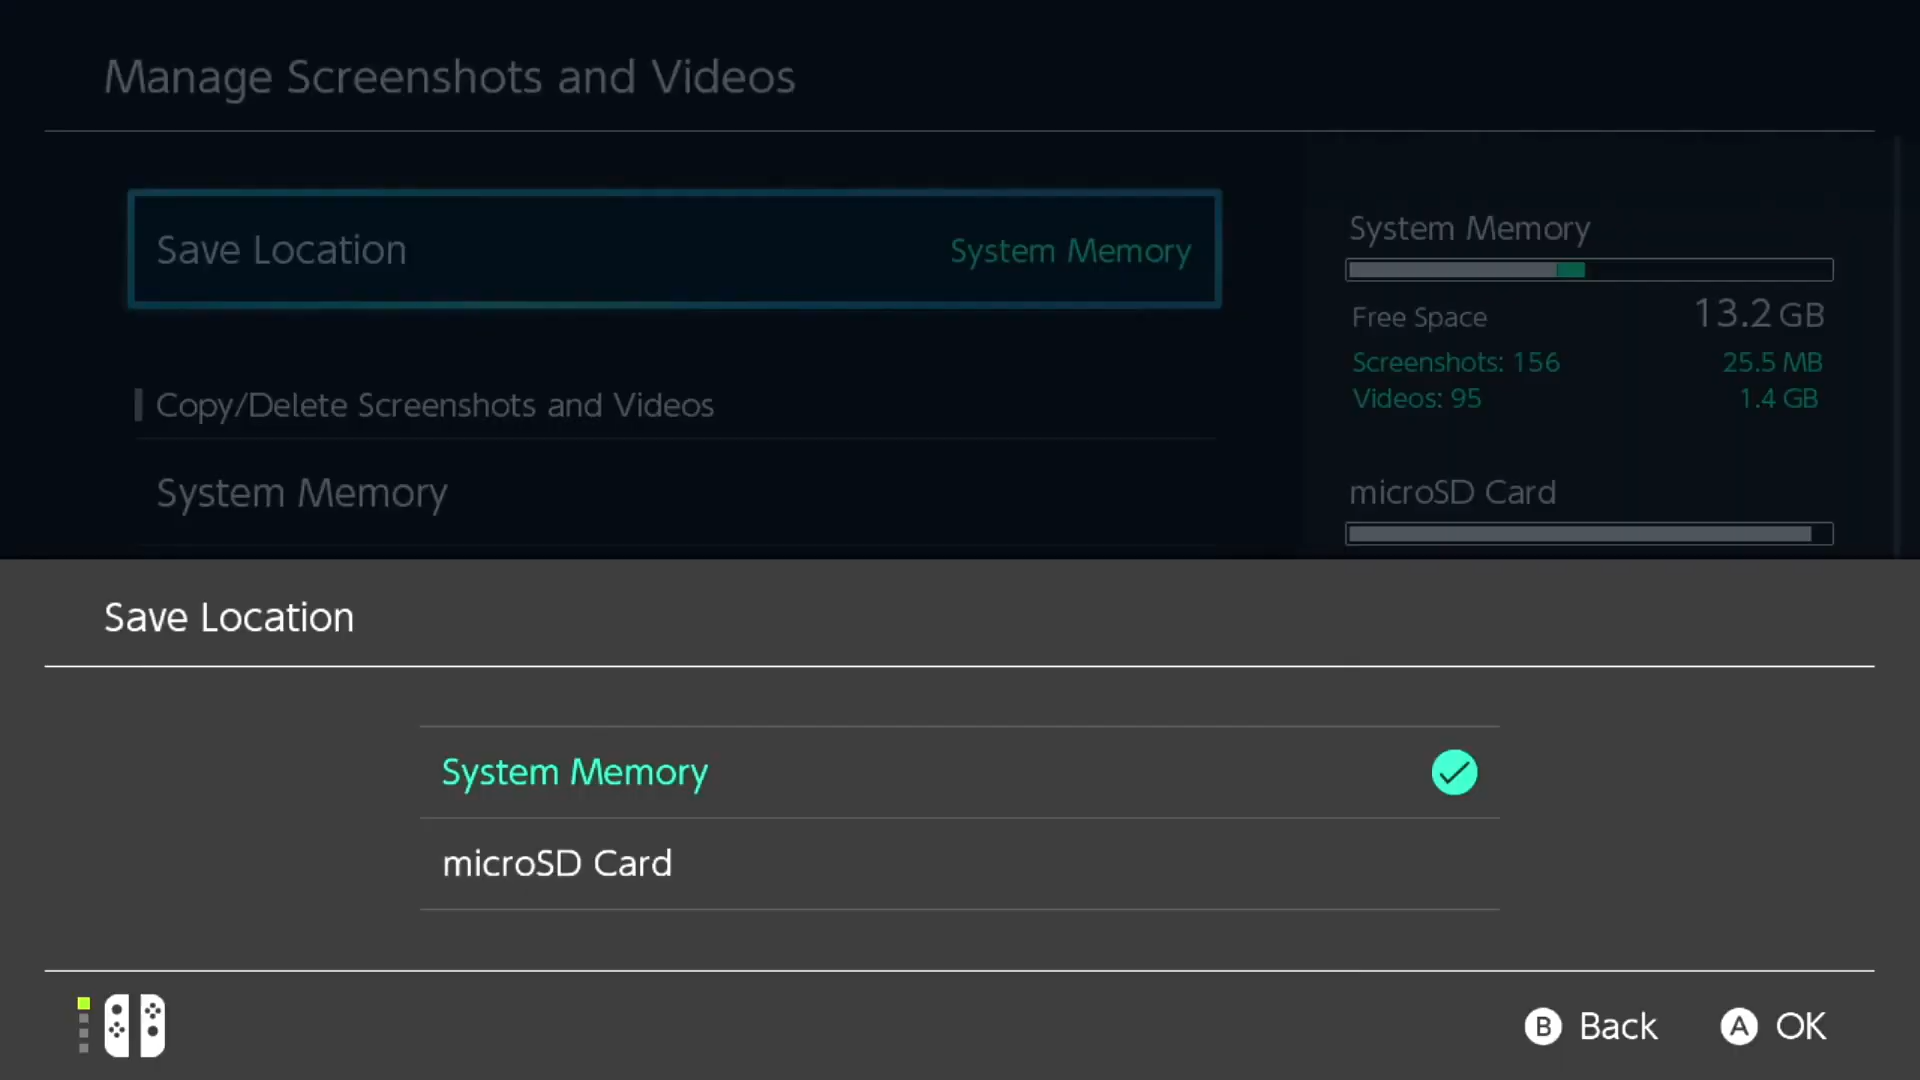 Manage Screenshots and Videos
Save Location System Memory
Copy/Delete Screenshots and Videos
System Memory
System Memory
Free Space 13.2 GB
Screenshots: 156 25.5 MB
Videos: 95 1.4 GB
microSD Card
Save Location
System Memory
microSD Card
B Back A OK